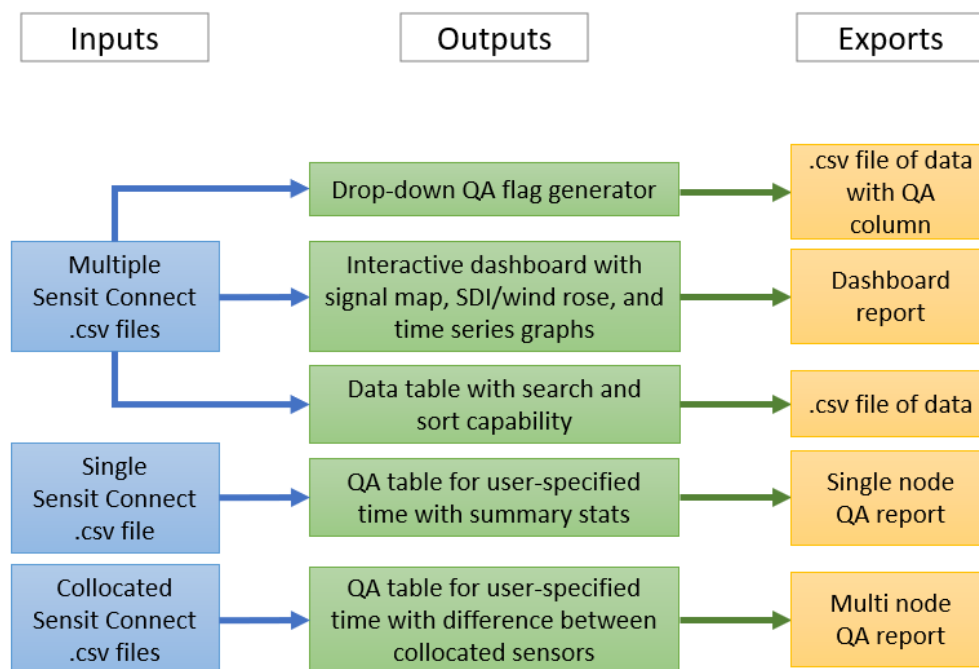 Inputs
Outputs
Exports
Drop-down QA flag generator
.csv file of data
with QA
column
Multiple
Sensit Connect
.csv files
Interactive dashboard with
signal map, SDI/wind rose, and
time series graphs
Dashboard
report
Data table with search and
sort capability
.csv file of data
Single
Sensit Connect
.csv file
QA table for user-specified
time with summary stats
Single node
QA report
Collocated
Sensit Connect
.csv files
QA table for user-specified
time with difference between
collocated sensors
Multi node
QA report